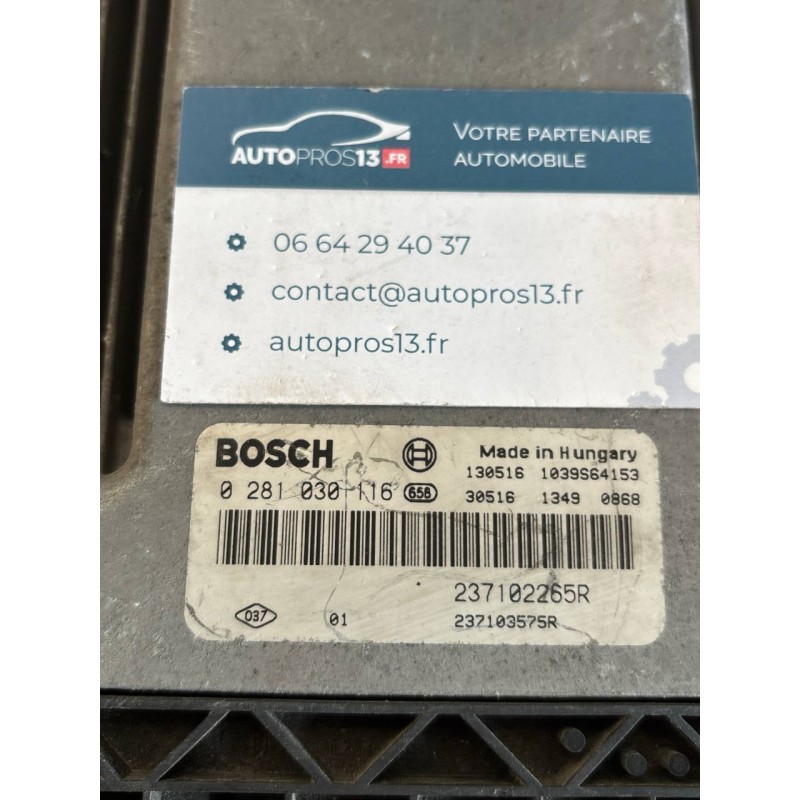 AUTOPROS13.FR
VOTRE PARTENAIRE
AUTOMOBILE
06 64 29 40 37
contact@autopros13.fr
autopros13.fr
BOSCH
Made in Hungary
130516 1039S64153
0 281 030 116 658
30516 1349 0868
237102265R
037 01
237103575R